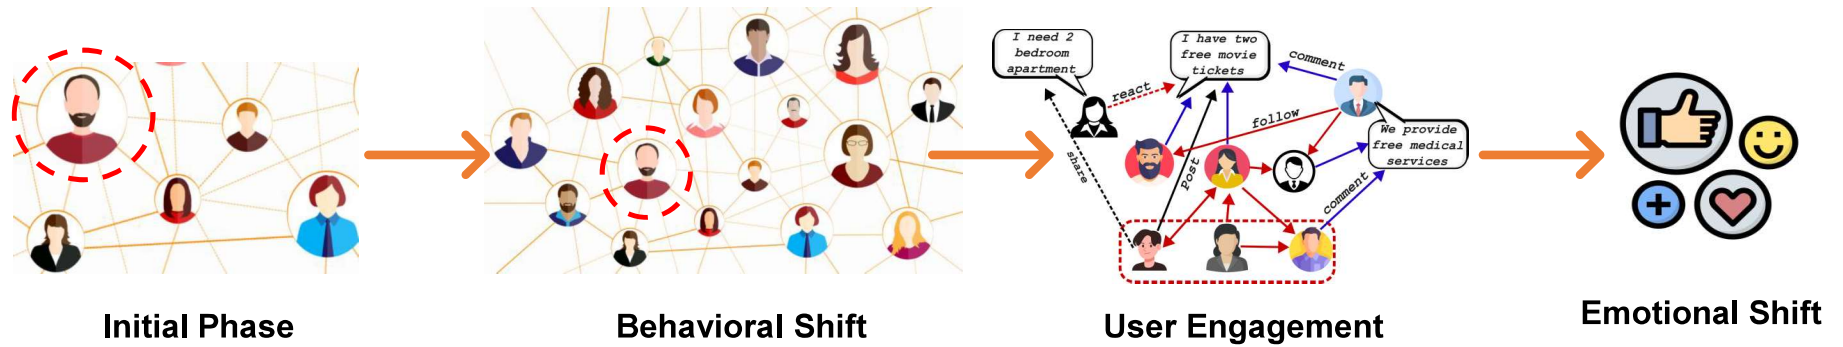 I need 2
bedroom
apartment
I have two
free movie
tickets
comment
react
follow
We provide
free medical
services
share
Post
comment
Initial Phase
Behavioral Shift
User Engagement
Emotional Shift